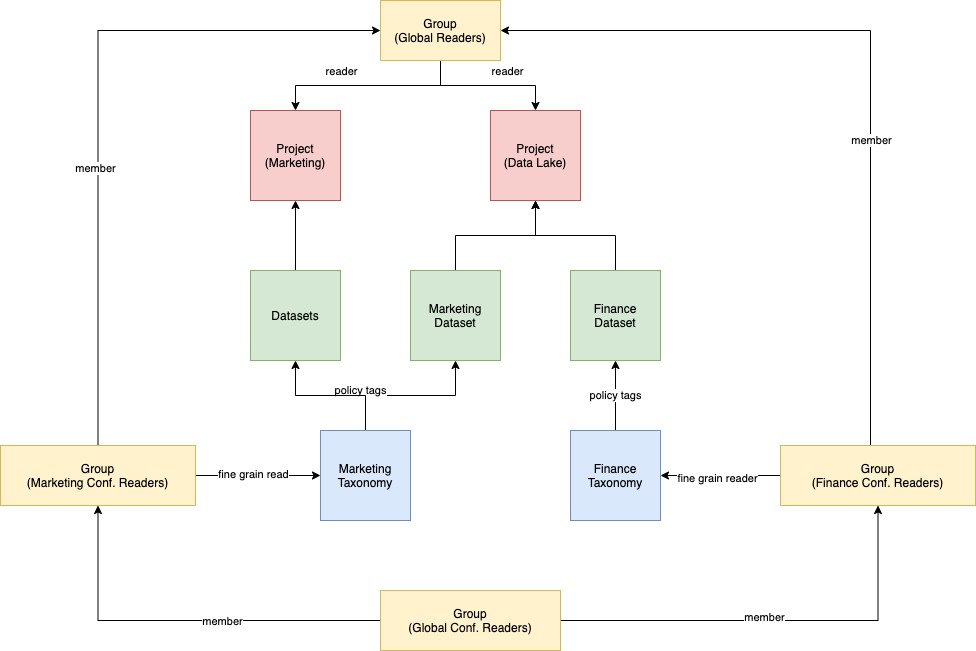 Group
(Global Readers)
reader
reader
member
member
Project
(Marketing)
Project
(Data Lake)
Datasets
Marketing
Dataset
Finance
Dataset
policy tags
policy tags
Group
(Marketing Conf. Readers)
fine grain read
Marketing
Taxonomy
Finance
Taxonomy
fine grain reader
Group
(Finance Conf. Readers)
member
Group
(Global Conf. Readers)
member